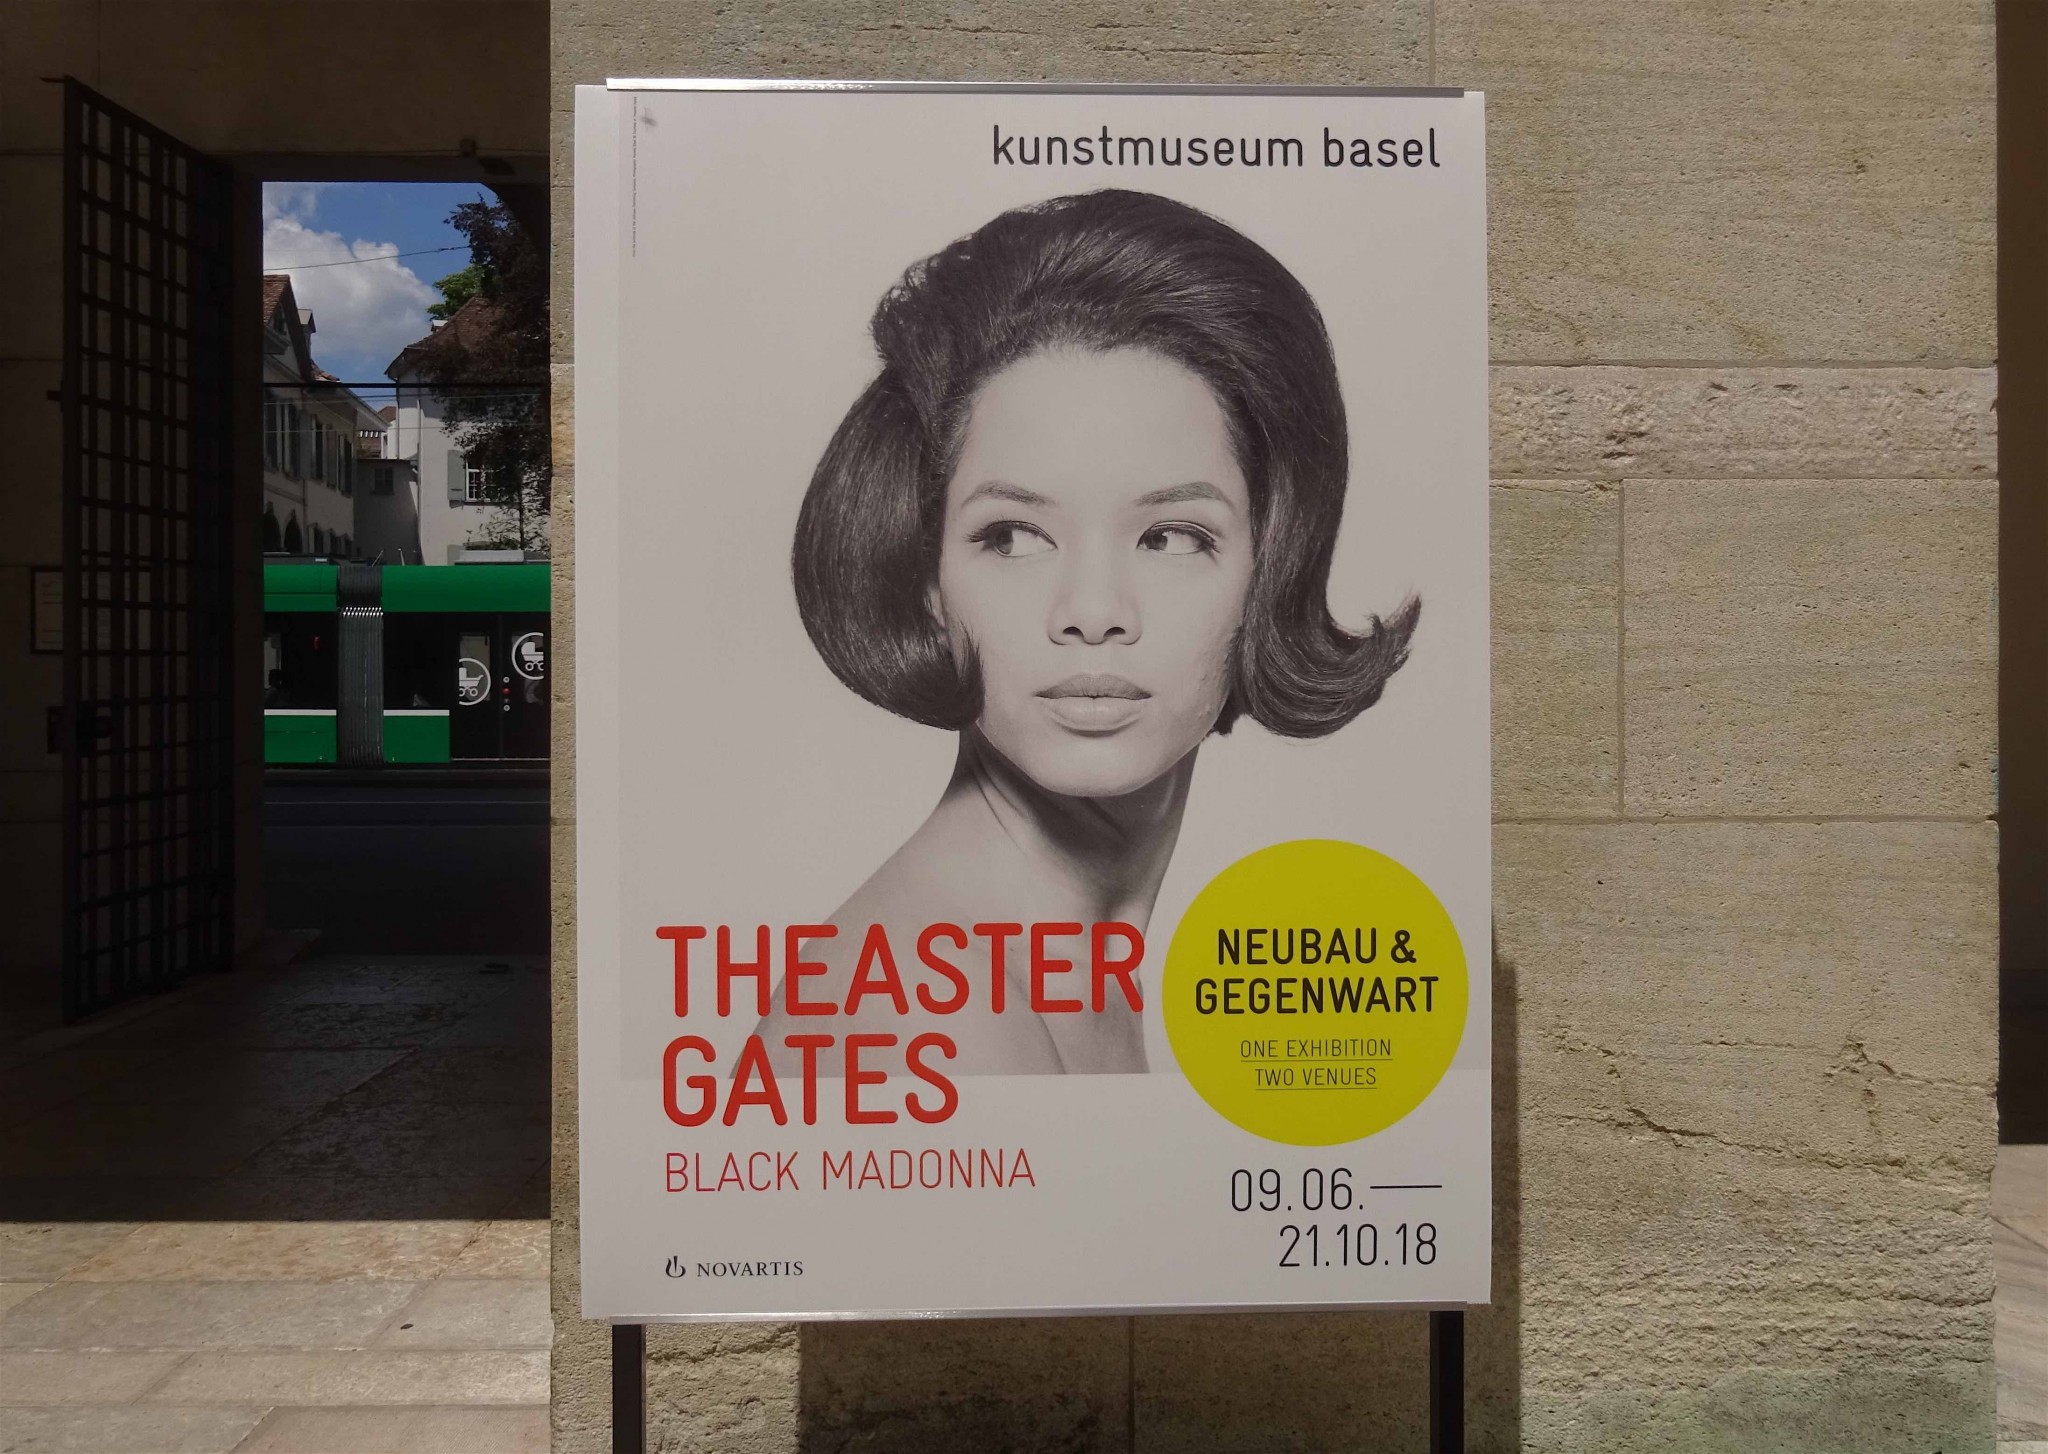 kunstmuseum basel
THEASTER
GATES
BLACK MADONNA
NEUBAU &
GEGENWART
ONE EXHIBITION
TWO VENUES
09.06.—
21.10.18
NOVARTIS